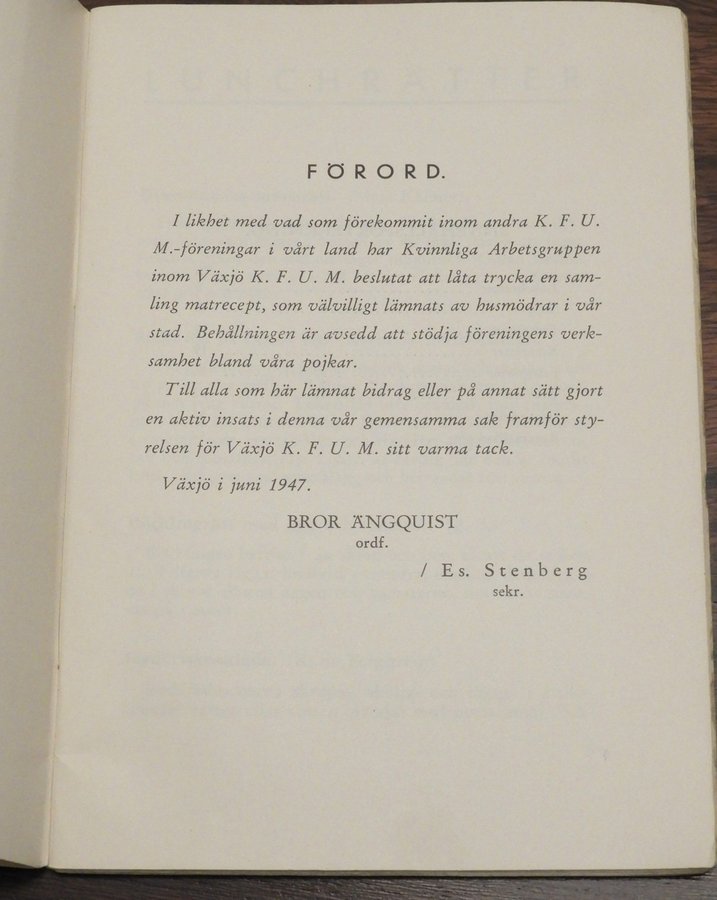 FÖRORD.
I likhet med vad som förekommit inom andra K. F. U.
M.-föreningar i vårt land har Kvinnliga Arbetsgruppen
inom Växjö K. F. U. M. beslutat att låta trycka en sam-
ling matrecept, som välvilligt lämnats av husmödrar i vår
stad. Behållningen är avsedd att stödja föreningens verk-
samhet bland våra pojkar.
Till alla som här lämnat bidrag eller på annat sätt gjort
en aktiv insats i denna vår gemensamma sak framför sty-
relsen för Växjö K. F. U. M. sitt varma tack.
Växjö i juni 1947.
BROR ÄNGQUIST
ordf.
/ Es. Stenberg
sekr.